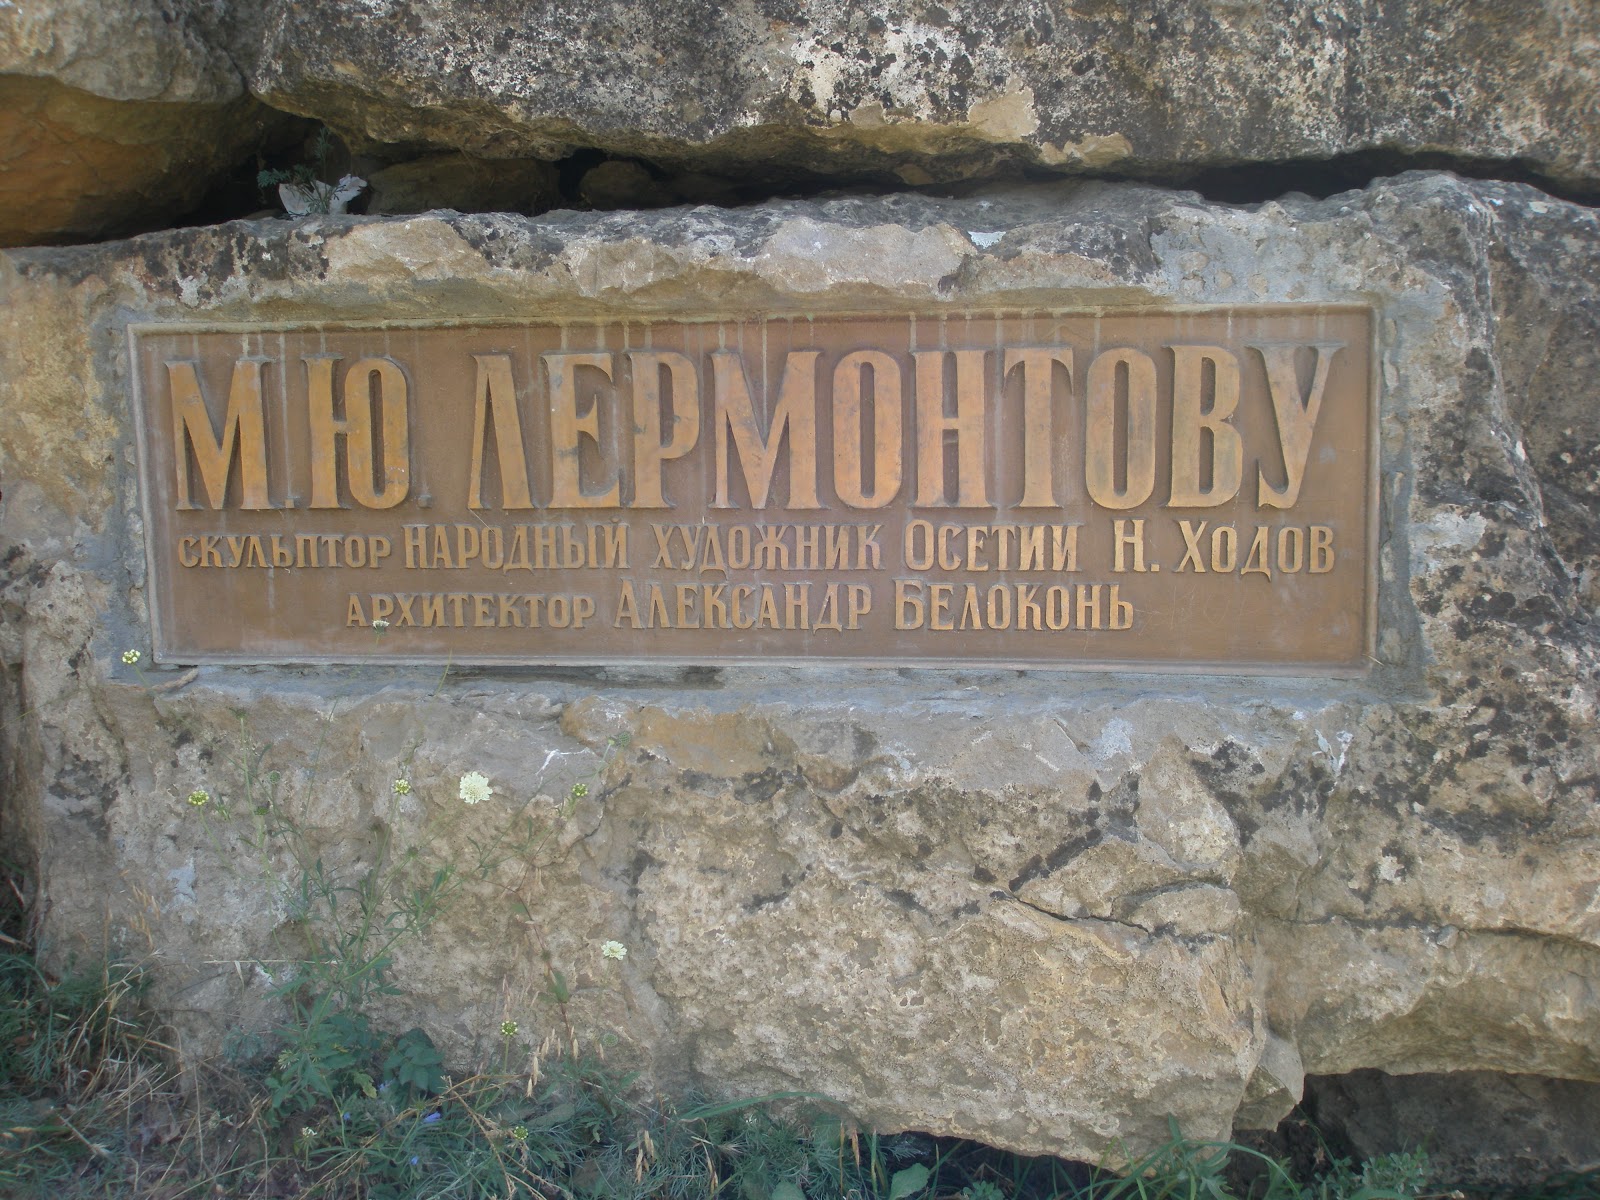 М.Ю. ЛЕРМОНТОВУ
СКУЛЬПТОР НАРОДНЫЙ ХУДОЖНИК ОСЕТИИ Н. ХОДОВ
АРХИТЕКТОР АЛЕКСАНДР БЕЛОКОНЬ